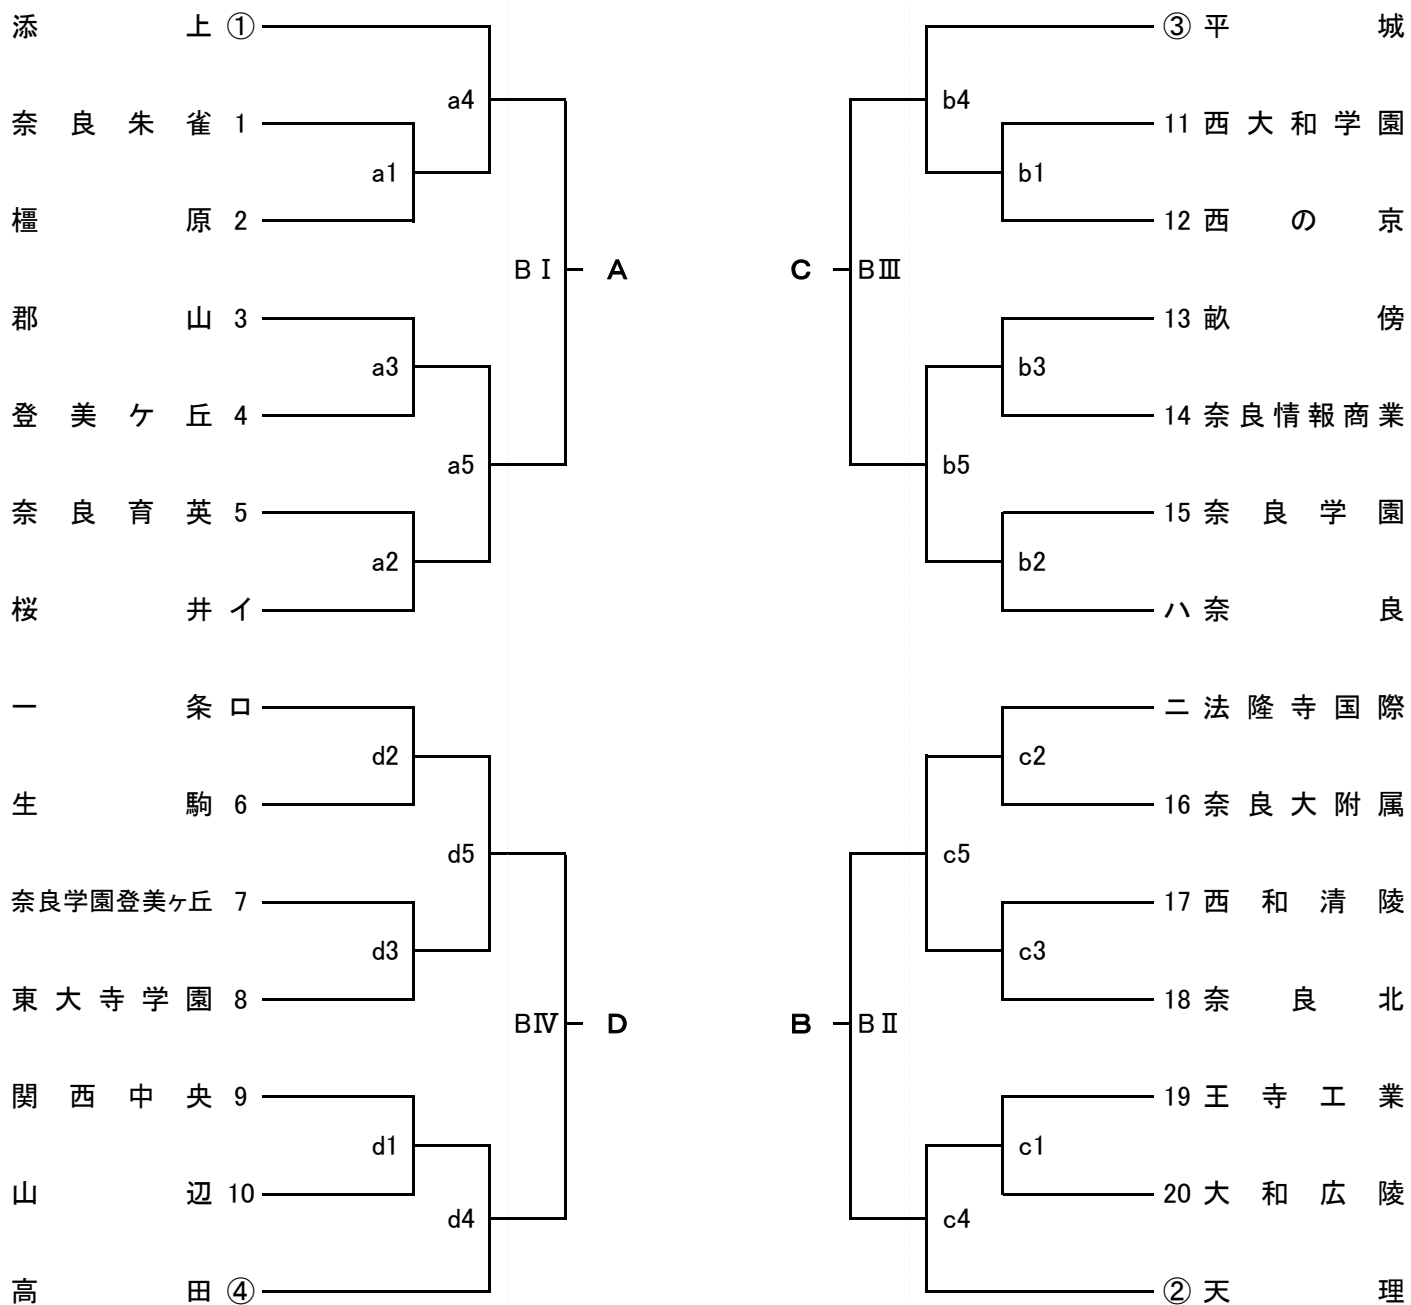 添上 ①
③ 平城
a4
b4
奈良朱雀 1
11 西大和学園
a1
b1
橿原 2
12 西の京
BⅠ A
C BⅢ
郡山 3
13 畝傍
a3
b3
登美ケ丘 4
14 奈良情報商業
a5
b5
奈良育英 5
15 奈良学園
a2
b2
桜井 イ
ハ 奈良
一条 ロ
ニ 法隆寺国際
d2
c2
生駒 6
16 奈良大附属
d5
c5
奈良学園登美ヶ丘 7
17 西和清陵
d3
c3
東大寺学園 8
18 奈良北
BⅣ D
B BⅡ
関西中央 9
19 王寺工業
d1
c1
山辺 10
20 大和広陵
d4
c4
高田 ④
② 天理